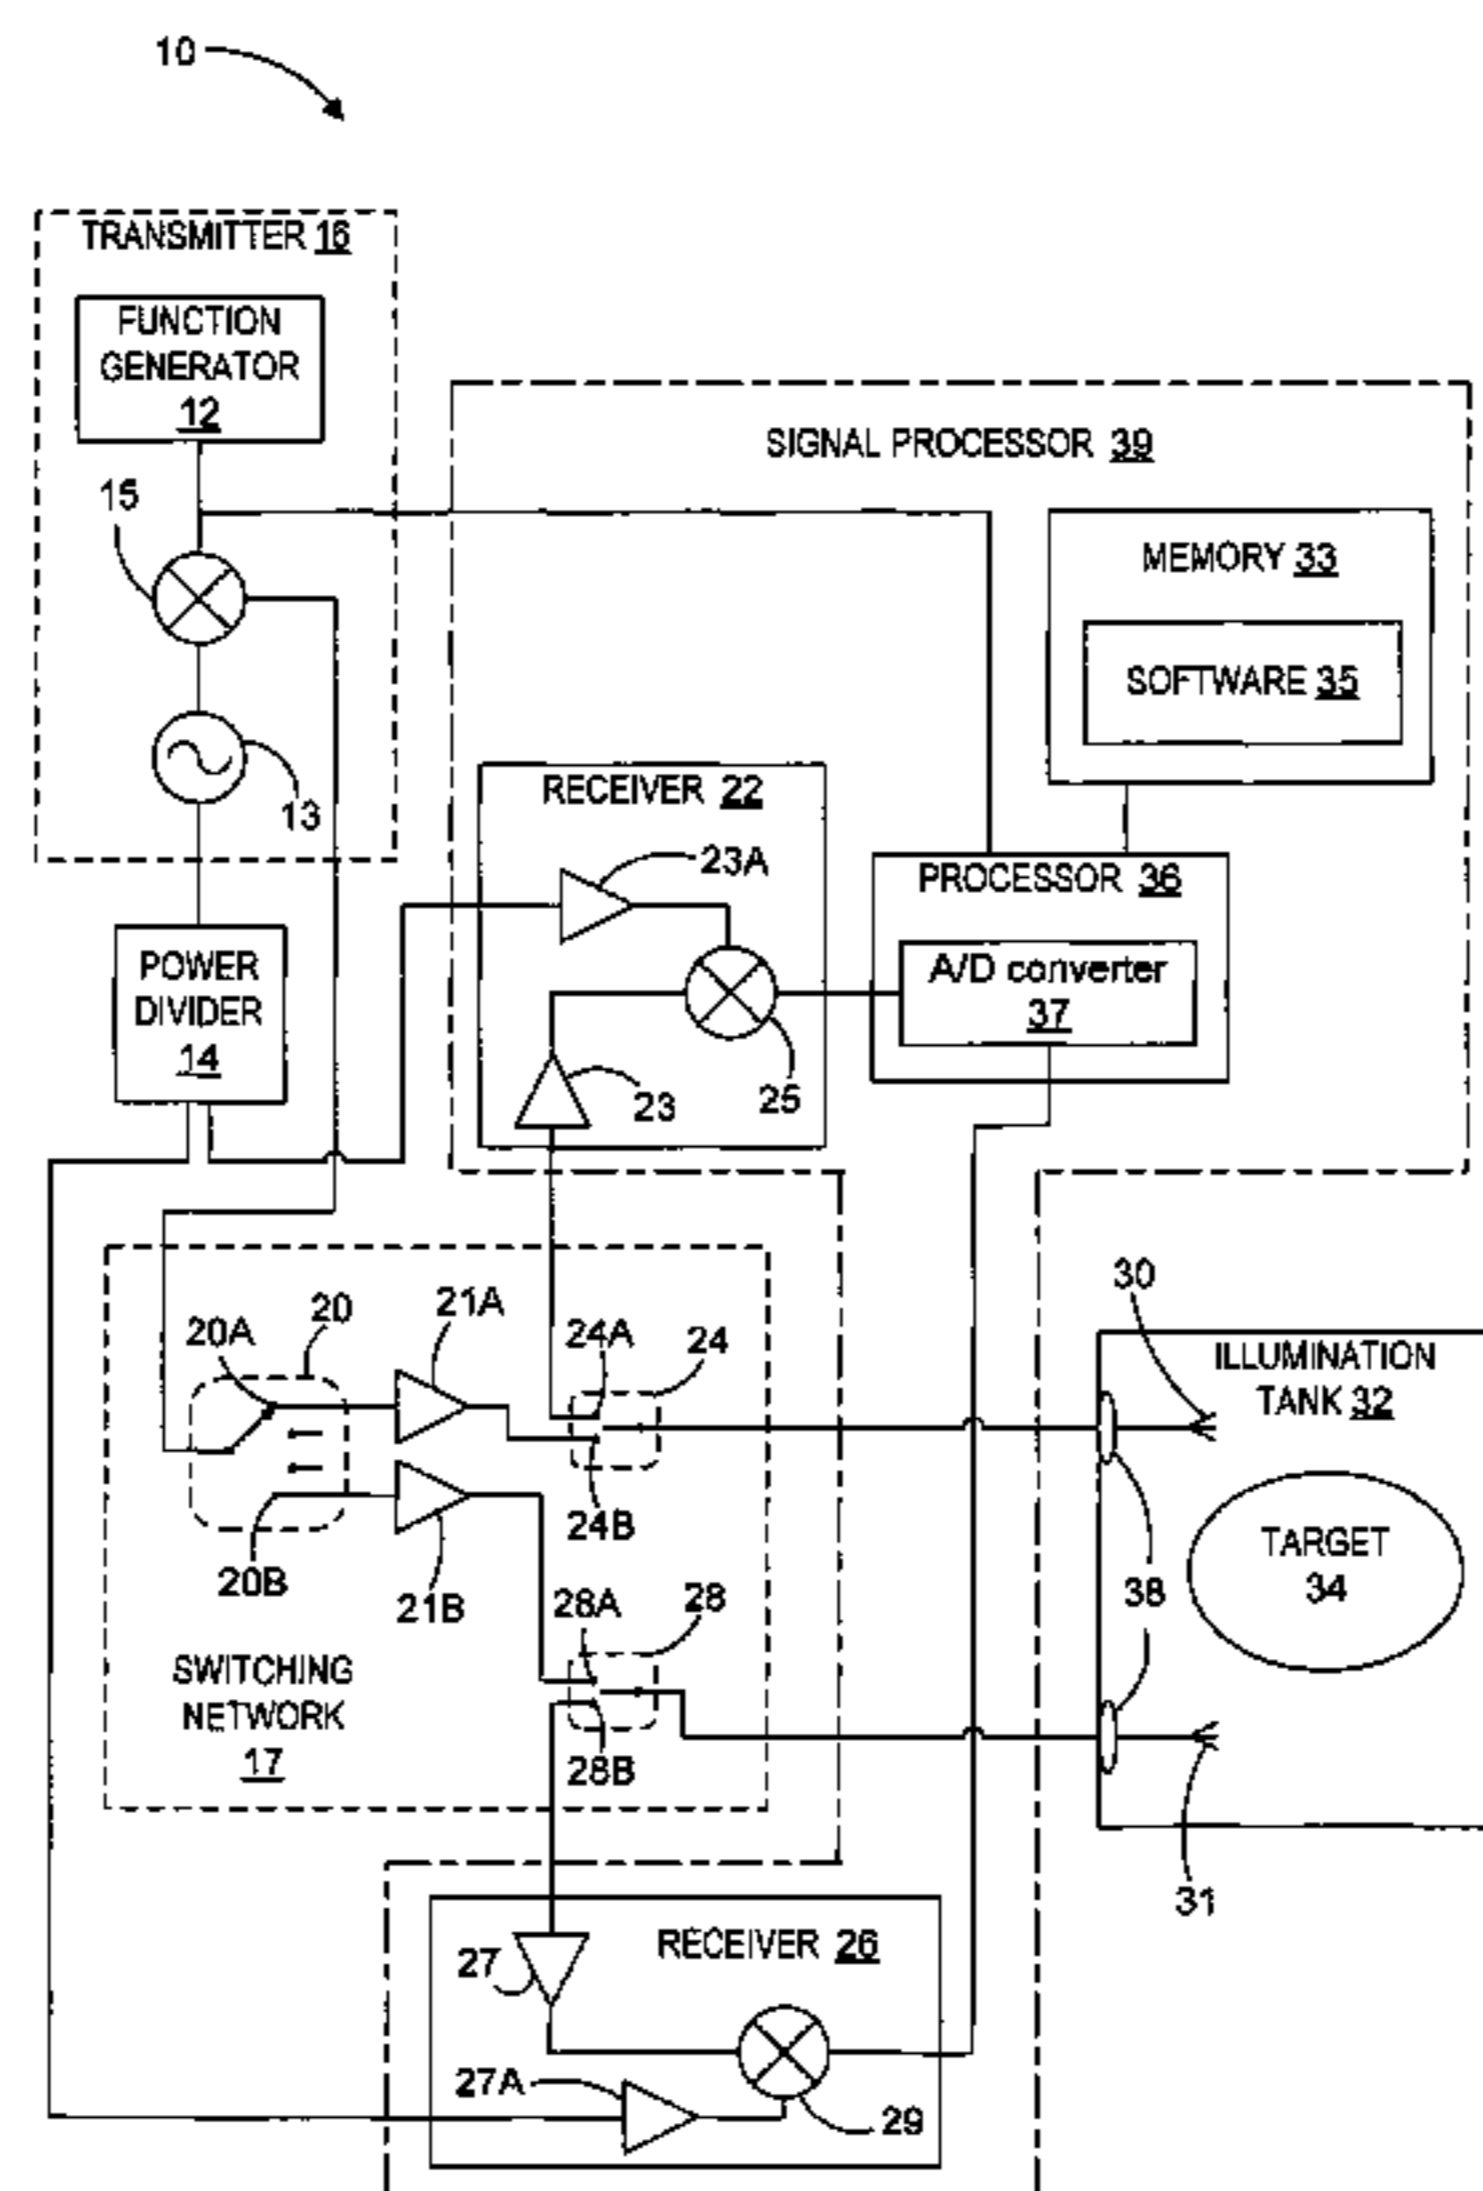 10
TRANSMITTER 16
FUNCTION
GENERATOR
12
15
13
SIGNAL PROCESSOR 39
MEMORY 33
SOFTWARE 35
RECEIVER 22
23A
23
25
PROCESSOR 36
A/D converter
37
POWER
DIVIDER
14
20A
20
21A
24A
24
20B
21B
24B
28A
28
28B
SWITCHING
NETWORK
17
30
ILLUMINATION
TANK 32
TARGET
34
38
31
RECEIVER 26
27
27A
29